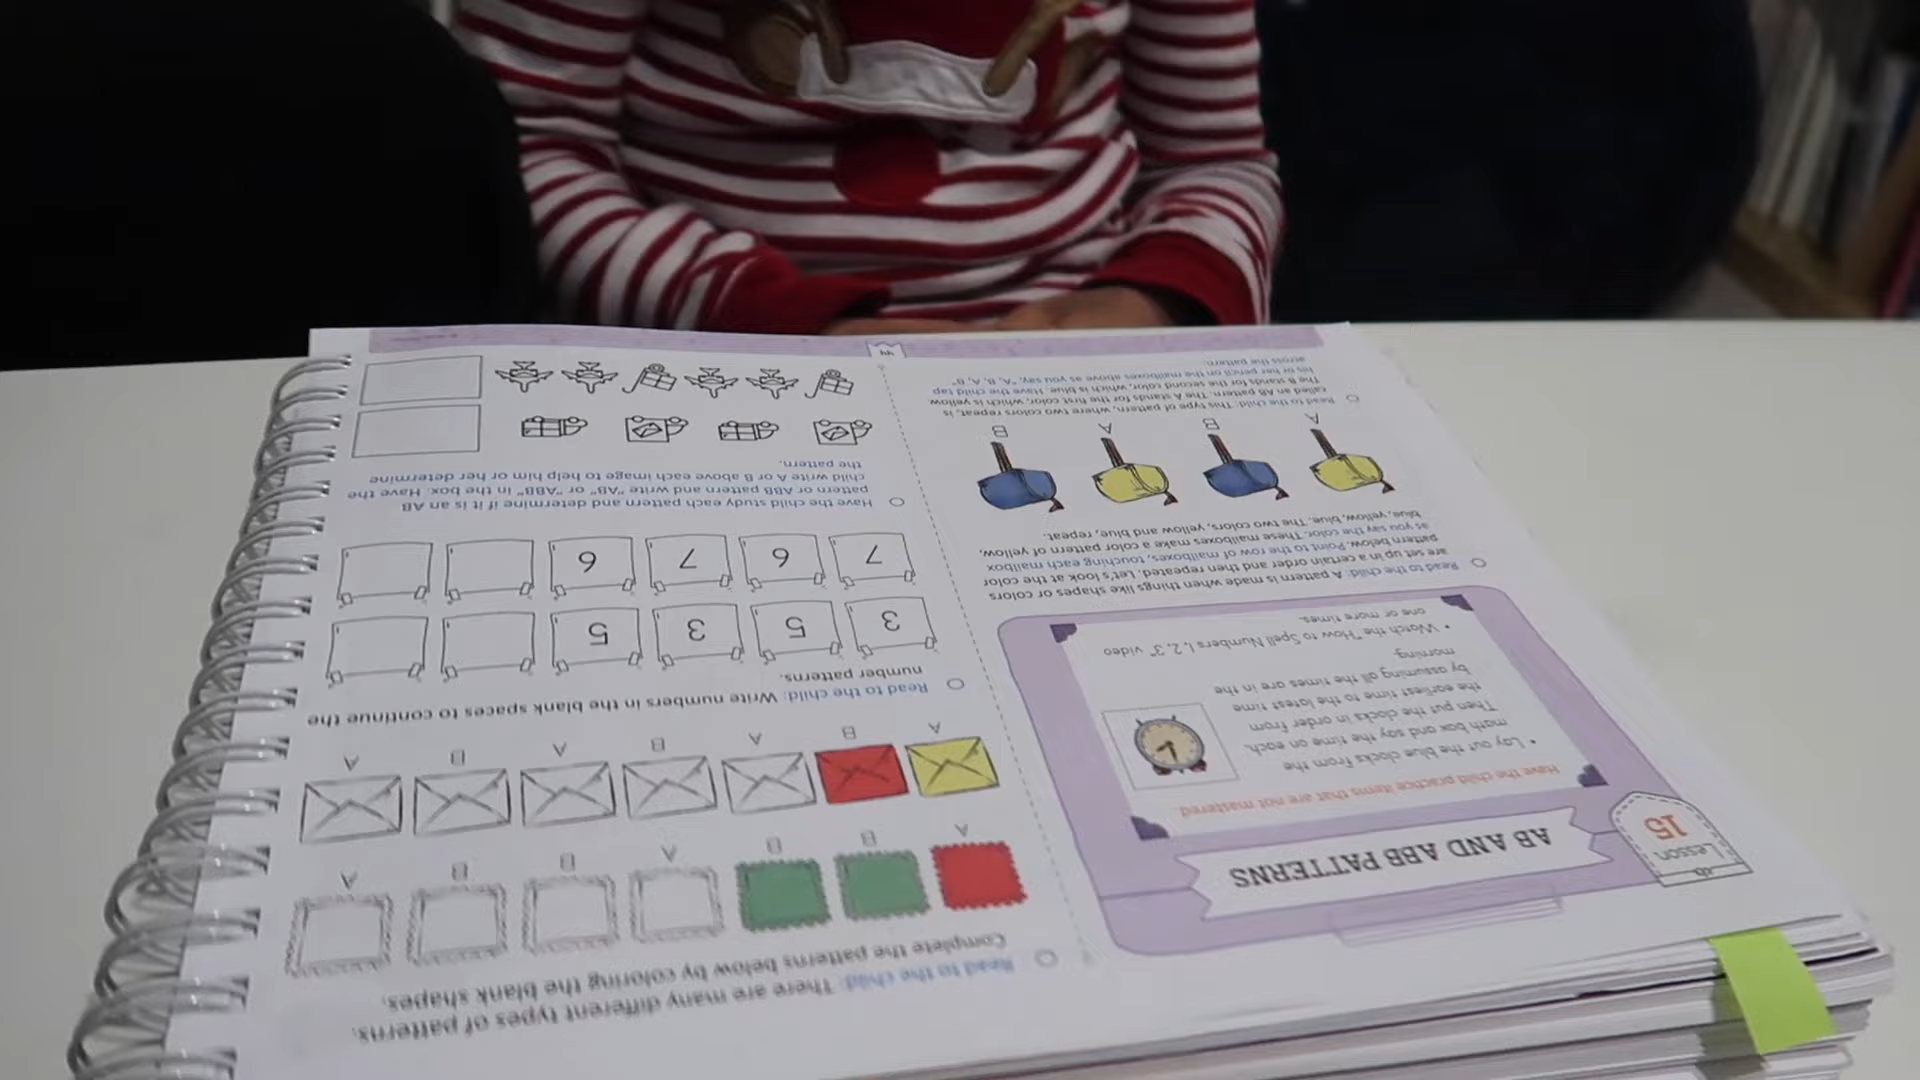 Lesson
15
AB AND ABB PATTERNS
Have the child practice items that are not mastered
• Lay out the blue clocks from the
math box and say the time on each.
Then put the clocks in order from
the earliest time to the latest time
by assuming all the times are in the
morning.
• Watch the "How to Spell Numbers 1, 2, 3" video
one or more times.
Read to the child: A pattern is made when things like shapes or colors
are set up in a certain order and then repeated. Let's look at the color
pattern below. Point to the row of mailboxes, touching each mailbox
as you say the color. These mailboxes make a color pattern of yellow,
blue, yellow, blue. The two colors, yellow and blue, repeat.
A B A B
Read to the child: This type of pattern, where two colors repeat, is
called an AB pattern. The A stands for the first color, which is yellow.
The B stands for the second color, which is blue. Have the child tap
his or her pencil on the mailboxes above as you say, "A, B, A, B"
across the pattern.
There are many different types of patterns.
Read to the child:
Complete the patterns below by coloring the blank shapes.
A B B A B B A
A B A B A B A
Read to the child: Write numbers in the blank spaces to continue the
number patterns.
3 5 3 5
7 6 7 6
Have the child study each pattern and determine if it is an AB
pattern or ABB pattern and write "AB" or "ABB" in the box. Have the
child write A or B above each image to help him or her determine
the pattern.
44